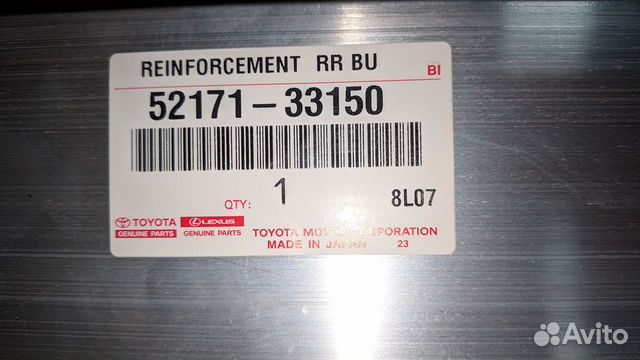 REINFORCEMENT RR BU
BI
52171-33150
QTY: 1
8L07
TOYOTA GENUINE PARTS
LEXUS GENUINE PARTS
TOYOTA MOTOR CORPORATION
MADE IN JAPAN 23
Avito